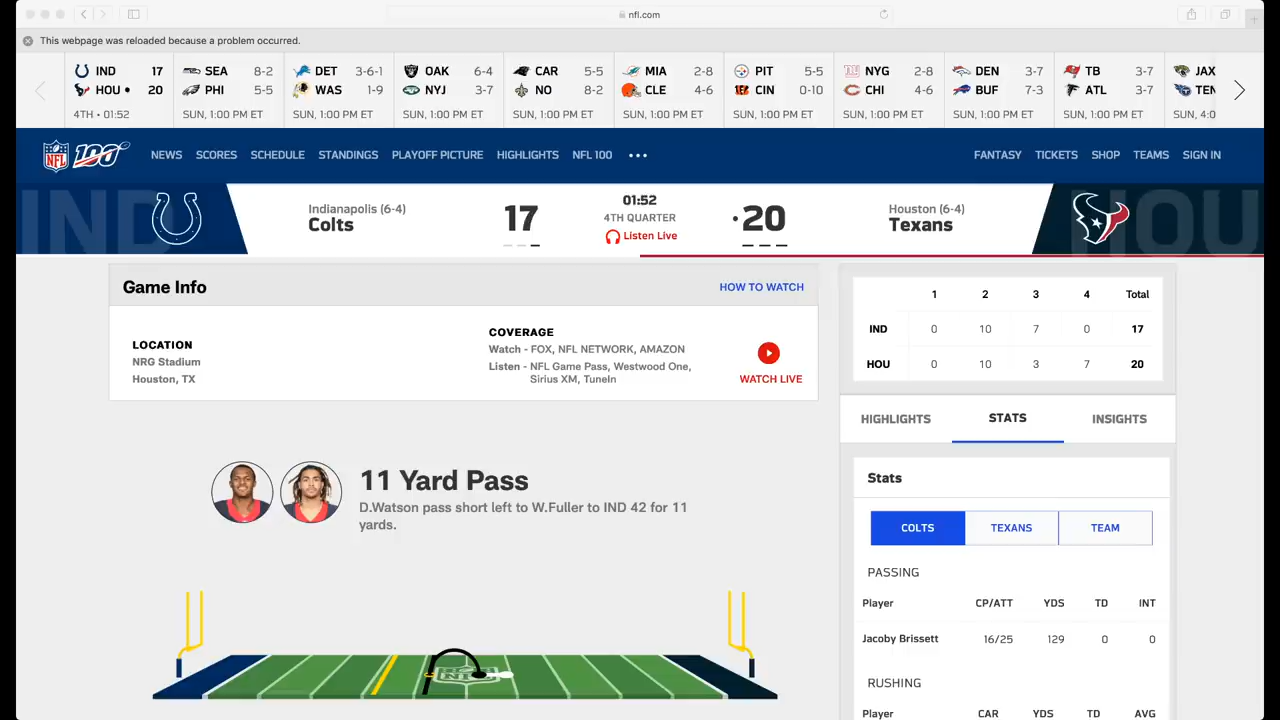 nfl.com
This webpage was reloaded because a problem occurred.
IND 17
HOU • 20
4TH • 01:52
SEA 8-2
PHI 5-5
SUN, 1:00 PM ET
DET 3-6-1
WAS 1-9
SUN, 1:00 PM ET
OAK 6-4
NYJ 3-7
SUN, 1:00 PM ET
CAR 5-5
NO 8-2
SUN, 1:00 PM ET
MIA 2-8
CLE 4-6
SUN, 1:00 PM ET
PIT 5-5
CIN 0-10
SUN, 1:00 PM ET
NYG 2-8
CHI 4-6
SUN, 1:00 PM ET
DEN 3-7
BUF 7-3
SUN, 1:00 PM ET
TB 3-7
ATL 3-7
SUN, 1:00 PM ET
JAX
TEN
SUN, 4:0
NFL 100 NEWS SCORES SCHEDULE STANDINGS PLAYOFF PICTURE HIGHLIGHTS NFL 100 ••• FANTASY TICKETS SHOP TEAMS SIGN IN
IND
Indianapolis (6-4)
Colts
17
01:52
4TH QUARTER
Listen Live
20
Houston (6-4)
Texans
HOU
Game Info HOW TO WATCH
LOCATION
NRG Stadium
Houston, TX
COVERAGE
Watch - FOX, NFL NETWORK, AMAZON
Listen - NFL Game Pass, Westwood One,
Sirius XM, TuneIn
WATCH LIVE
11 Yard Pass
D.Watson pass short left to W.Fuller to IND 42 for 11
yards.
1 2 3 4 Total
IND 0 10 7 0 17
HOU 0 10 3 7 20
HIGHLIGHTS STATS INSIGHTS
Stats
COLTS TEXANS TEAM
PASSING
Player CP/ATT YDS TD INT
Jacoby Brissett 16/25 129 0 0
RUSHING
Player CAR YDS TD AVG